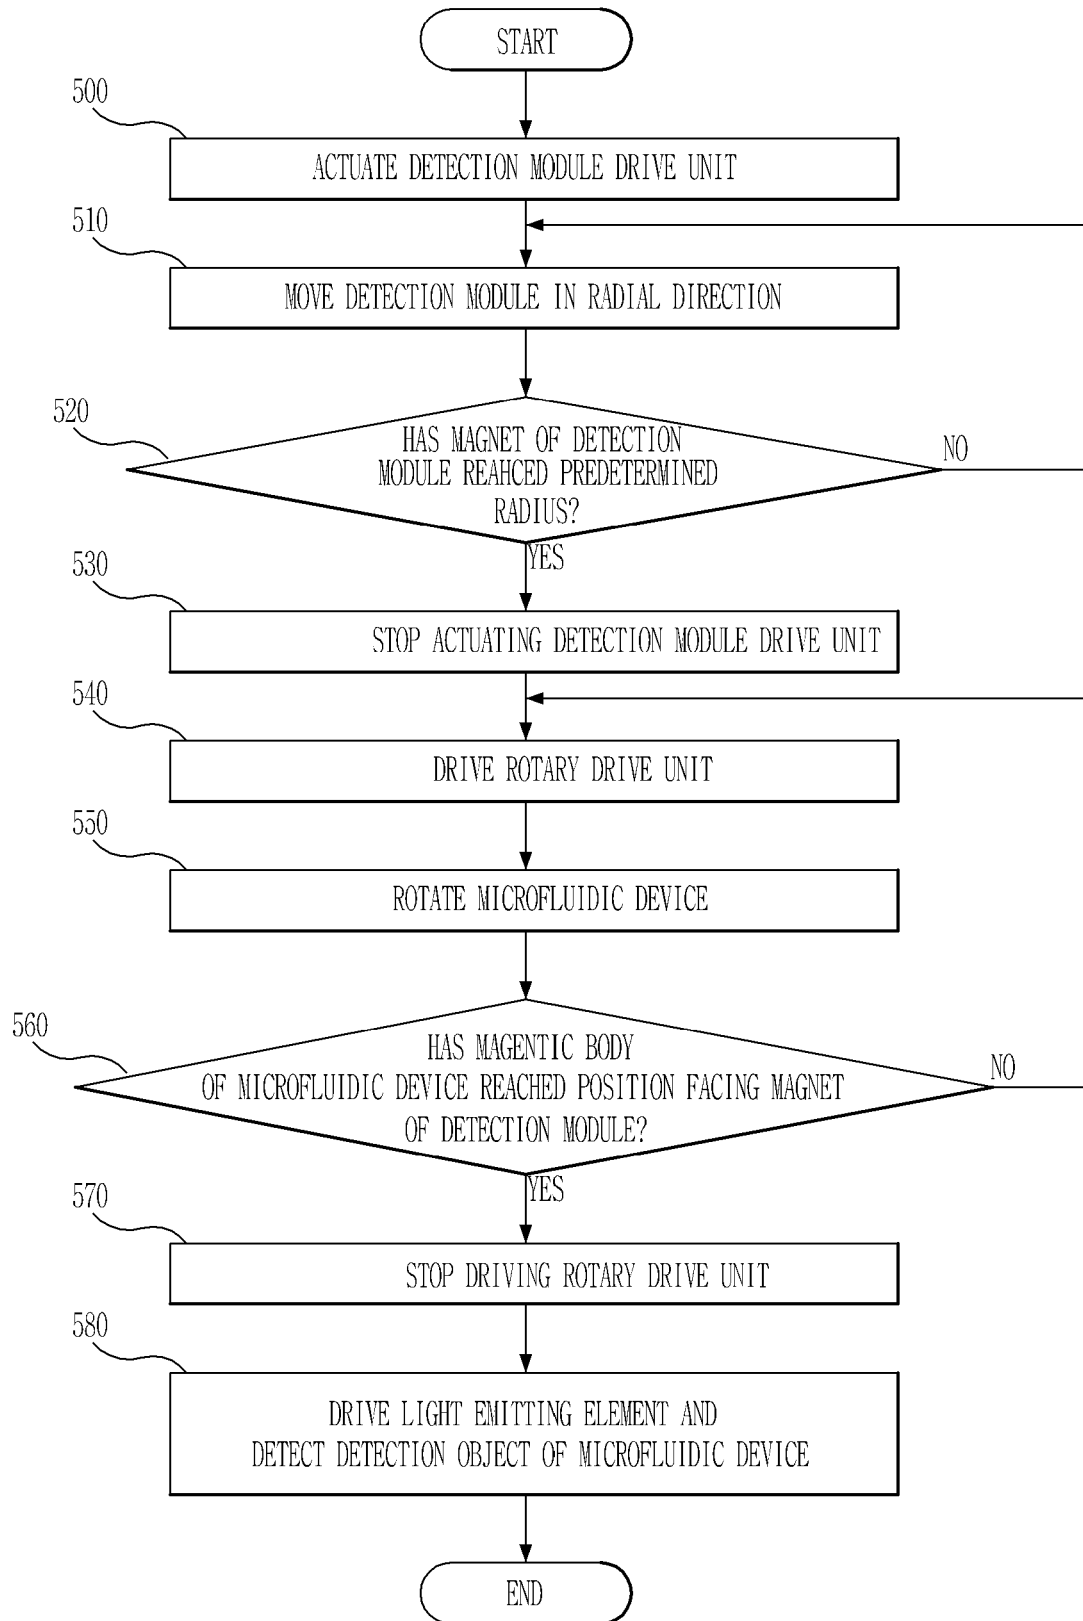 START
500
ACTUATE DETECTION MODULE DRIVE UNIT
510
MOVE DETECTION MODULE IN RADIAL DIRECTION
520
HAS MAGNET OF DETECTION
MODULE REAHCED PREDETERMINED
RADIUS?
NO
YES
530
STOP ACTUATING DETECTION MODULE DRIVE UNIT
540
DRIVE ROTARY DRIVE UNIT
550
ROTATE MICROFLUIDIC DEVICE
560
HAS MAGENTIC BODY
OF MICROFLUIDIC DEVICE REACHED POSITION FACING MAGNET
OF DETECTION MODULE?
NO
YES
570
STOP DRIVING ROTARY DRIVE UNIT
580
DRIVE LIGHT EMITTING ELEMENT AND
DETECT DETECTION OBJECT OF MICROFLUIDIC DEVICE
END